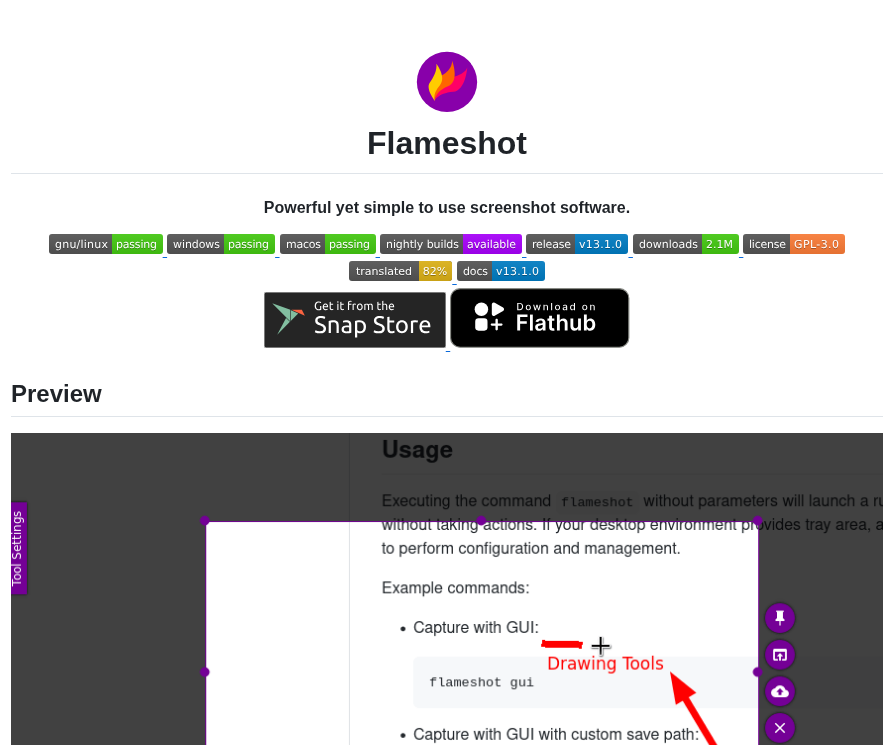 Flameshot
Powerful yet simple to use screenshot software.
gnu/linux passing windows passing macos passing nightly builds available release v13.1.0 downloads 2.1M license GPL-3.0
translated 82% docs v13.1.0
Get it from the
Snap Store
Download on
Flathub
Preview
Usage
Executing the command flameshot without parameters will launch a
without taking actions. If your desktop environment provides tray area, a
to perform configuration and management.
Tool Settings
Example commands:
• Capture with GUI:
Drawing Tools
flameshot gui
• Capture with GUI with custom save path: